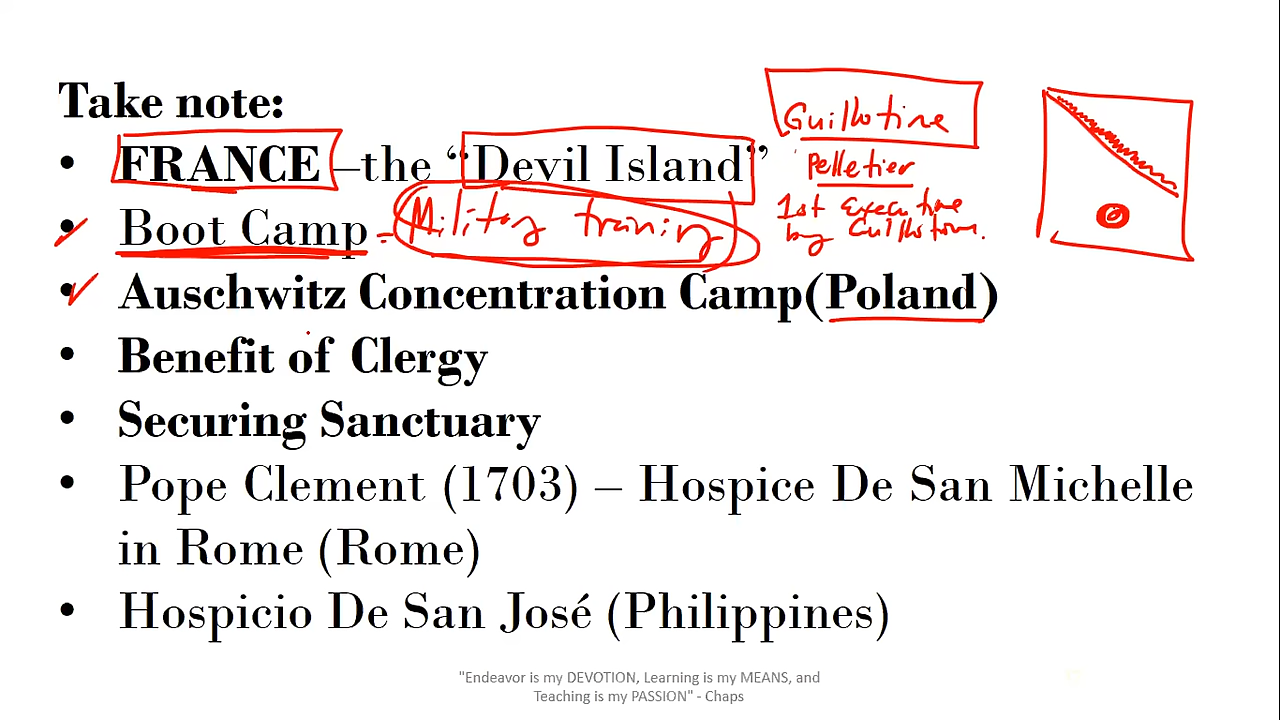 Take note:
• FRANCE –the “Devil Island”
• Boot Camp - Military training
• Auschwitz Concentration Camp(Poland)
• Benefit of Clergy
• Securing Sanctuary
• Pope Clement (1703) – Hospice De San Michelle
in Rome (Rome)
• Hospicio De San José (Philippines)
Guillotine
Pelletier
1st
by Guillotine.
"Endeavor is my DEVOTION, Learning is my MEANS, and
Teaching is my PASSION" - Chaps